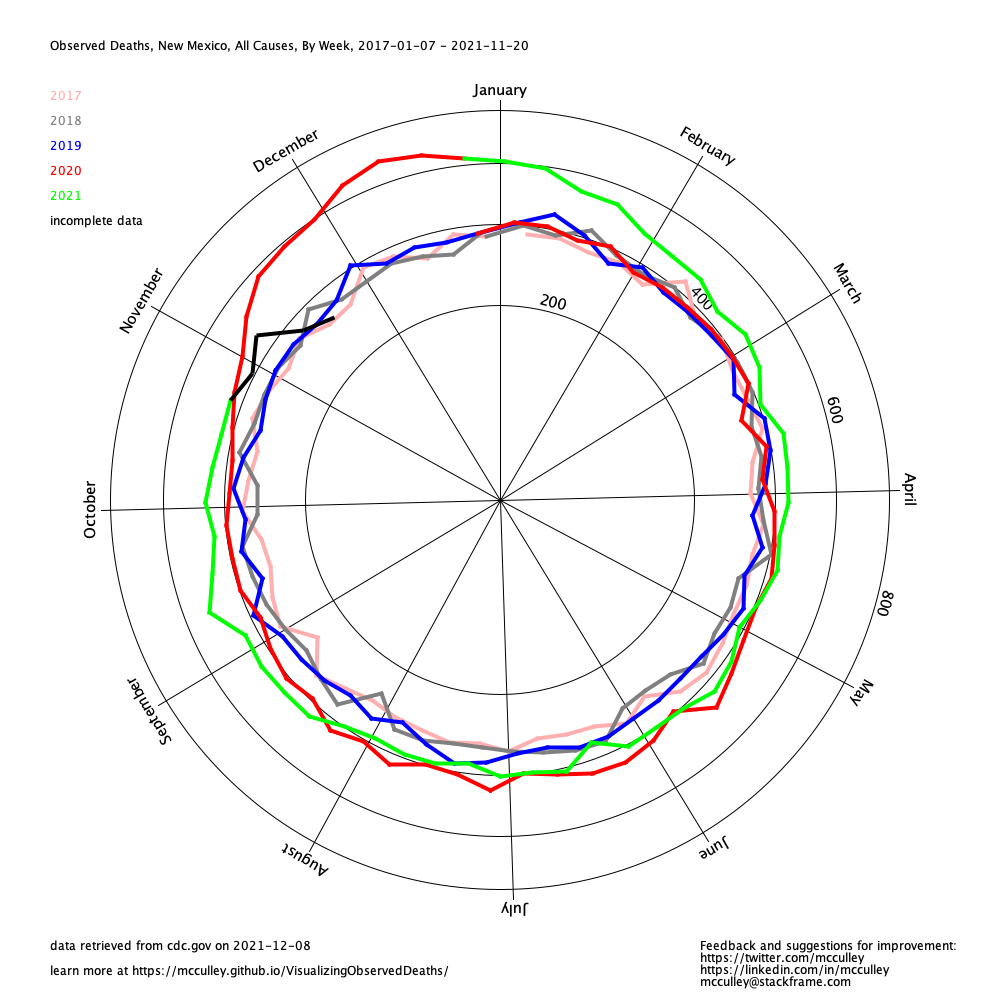 Observed Deaths, New Mexico, All Causes, By Week, 2017-01-07 - 2021-11-20
2017
2018
2019
2020
2021
incomplete data
January
February
March
April
May
June
July
August
September
October
November
December
200
400
600
800
data retrieved from cdc.gov on 2021-12-08
learn more at https://mcculley.github.io/VisualizingObservedDeaths/
Feedback and suggestions for improvement:
https://twitter.com/mcculley
https://linkedin.com/in/mcculley
mcculley@stackframe.com